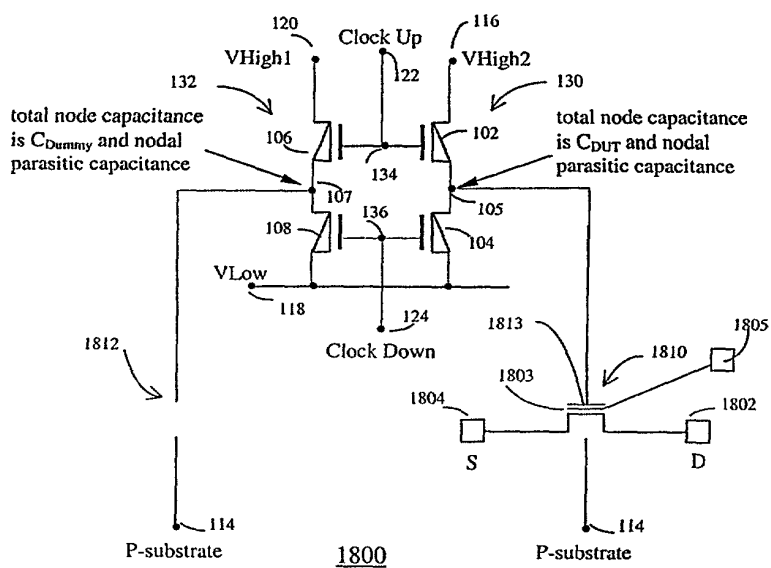 120
Clock Up
116
VHigh1
122
VHigh2
132
130
total node capacitance
is CDummy and nodal
parasitic capacitance
total node capacitance
is CDUT and nodal
parasitic capacitance
106
102
134
107
105
136
108
104
VLow
118
124
Clock Down
1812
1813
1805
1803
1810
1804
1802
S
D
114
114
P-substrate
1800
P-substrate